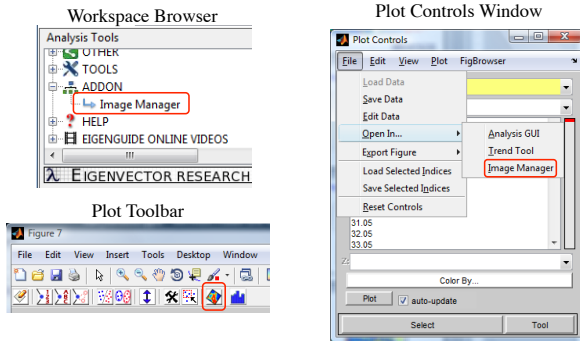 Workspace Browser
Analysis Tools
OTHER
TOOLS
ADDON
Image Manager
HELP
EIGENGUIDE ONLINE VIDEOS
EIGENVECTOR RESEARCH
Plot Toolbar
Figure 7
File Edit View Insert Tools Desktop Window
Plot Controls Window
Plot Controls
File Edit View Plot FigBrowser
Load Data
Save Data
Edit Data
Open In...
Export Figure
Load Selected Indices
Save Selected Indices
Reset Controls
Analysis GUI
Trend Tool
Image Manager
31.05
32.05
33.05
Color By...
Plot auto-update
Select Tool